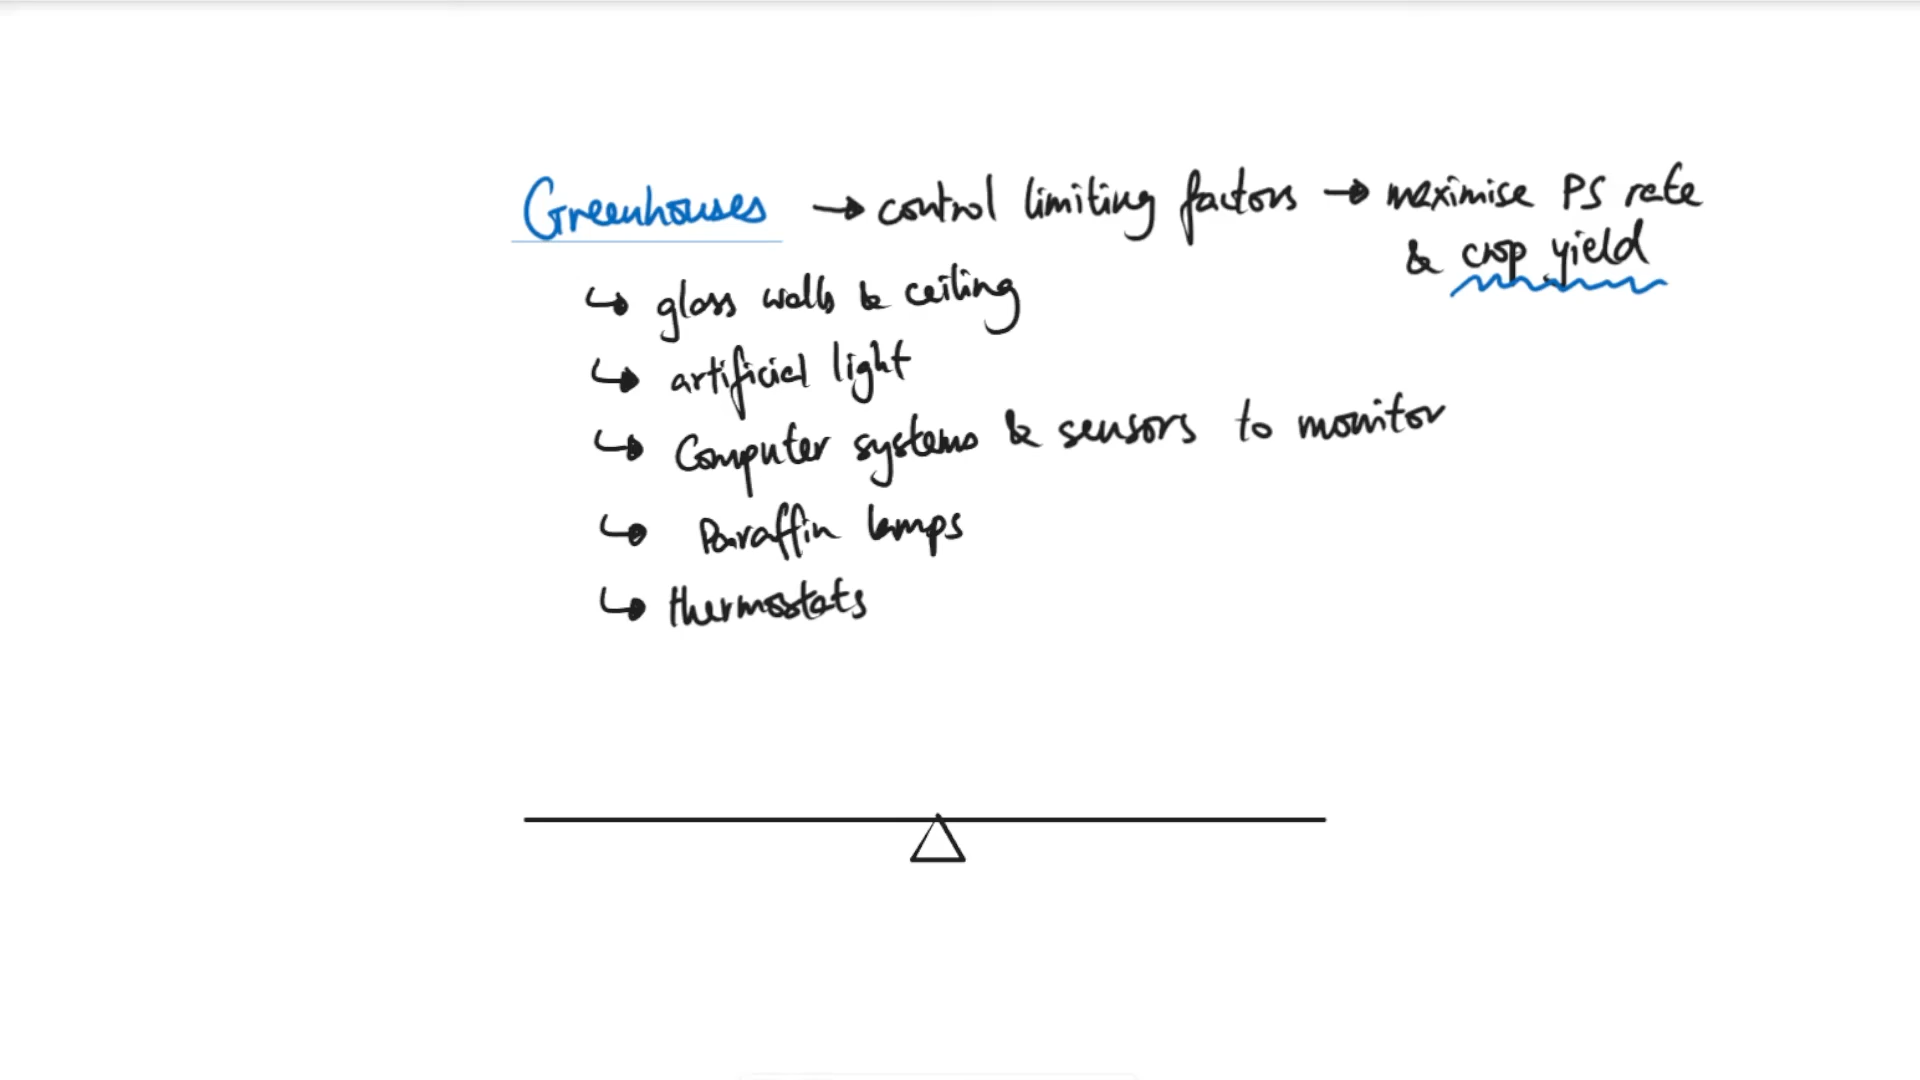 Greenhouses → control limiting factors → maximise PS rate
& crop yield
↳ glass walls & ceiling
↳ artificial light
↳ Computer systems & sensors to monitor
↳ Paraffin lamps
↳ thermostats